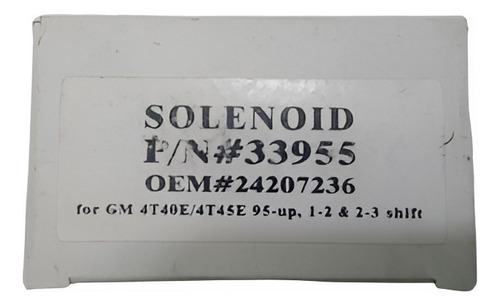 SOLENOID
P/N#33955
OEM#24207236
for GM 4T40E/4T45E 95-up, 1-2 & 2-3 shift